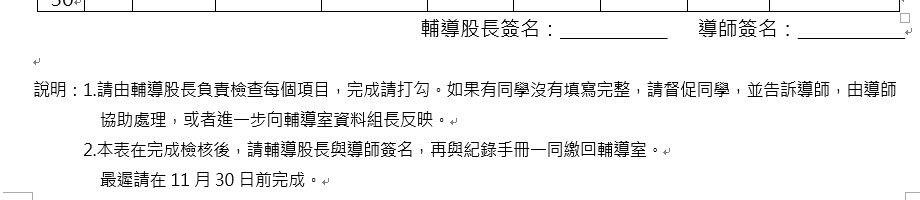 30
輔導股長簽名：____________ 導師簽名：____________
說明：1.請由輔導股長負責檢查每個項目，完成請打勾。如果有同學沒有填寫完整，請督促同學，並告訴導師，由導師
協助處理，或者進一步向輔導室資料組長反映。
2.本表在完成檢核後，請輔導股長與導師簽名，再與紀錄手冊一同繳回輔導室。
最遲請在 11 月 30 日前完成。